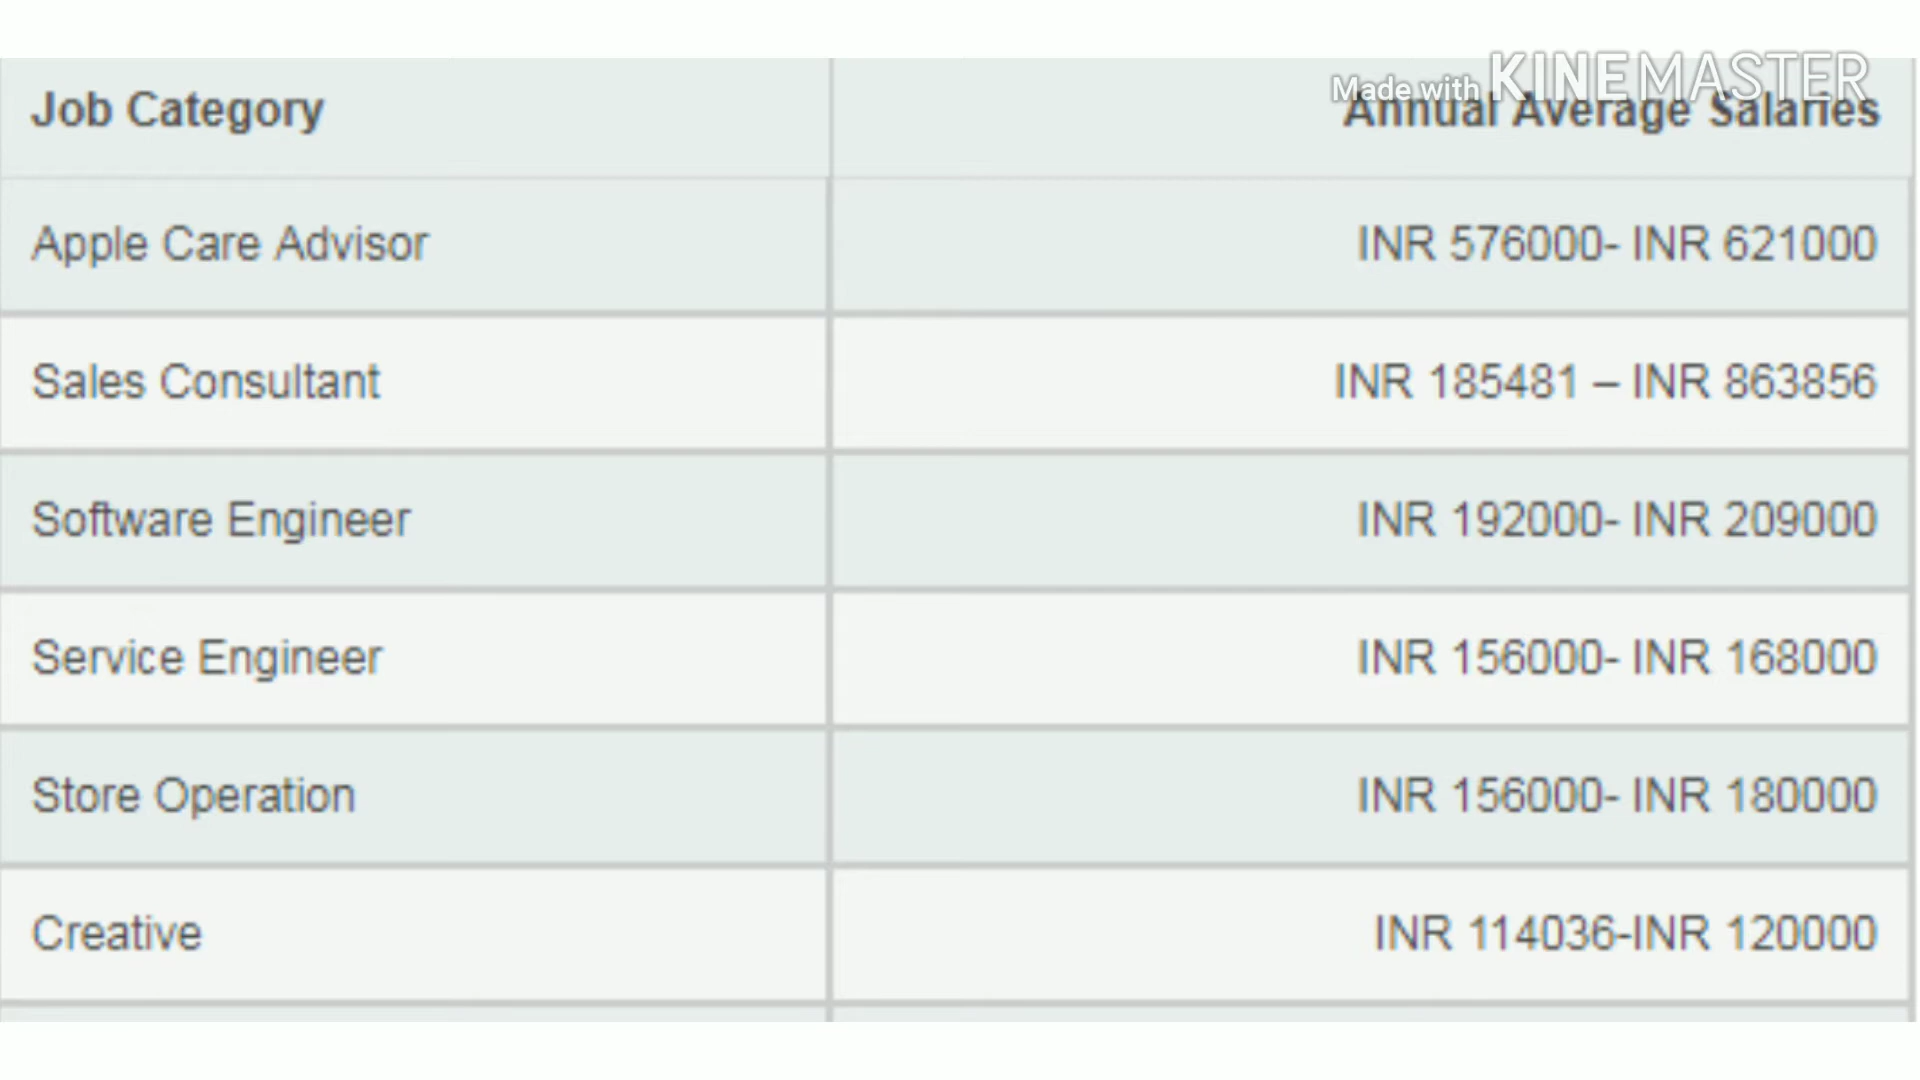 Made with KINEMASTER
Job Category Annual Average Salaries
Apple Care Advisor INR 576000- INR 621000
Sales Consultant INR 185481 – INR 863856
Software Engineer INR 192000- INR 209000
Service Engineer INR 156000- INR 168000
Store Operation INR 156000- INR 180000
Creative INR 114036-INR 120000